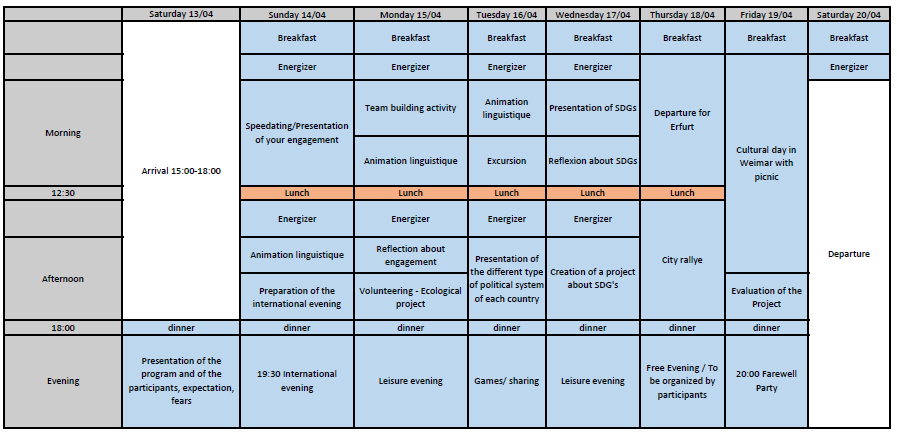 Saturday 13/04 Sunday 14/04 Monday 15/04 Tuesday 16/04 Wednesday 17/04 Thursday 18/04 Friday 19/04 Saturday 20/04
Breakfast Breakfast Breakfast Breakfast Breakfast Breakfast Breakfast
Energizer Energizer Energizer Energizer Energizer
Morning
Arrival 15:00-18:00
Speedating/Presentation
of your engagement
Team building activity
Animation linguistique
Animation
linguistique
Excursion
Presentation of SDGs
Reflexion about SDGs
Departure for
Erfurt
Cultural day in
Weimar with
picnic
12:30 Lunch Lunch Lunch Lunch Lunch
Energizer Energizer Energizer Energizer
Afternoon
Animation linguistique
Preparation of the
international evening
Reflection about
engagement
Volunteering - Ecological
project
Presentation of
the different type
of political system
of each country
Creation of a project
about SDG's
City rallye
Evaluation of the
Project
Departure
18:00 dinner dinner dinner dinner dinner dinner dinner
Evening
Presentation of the
program and of the
participants, expectation,
fears
19:30 International
evening
Leisure evening
Games/ sharing
Leisure evening
Free Evening / To
be organized by
participants
20:00 Farewell
Party